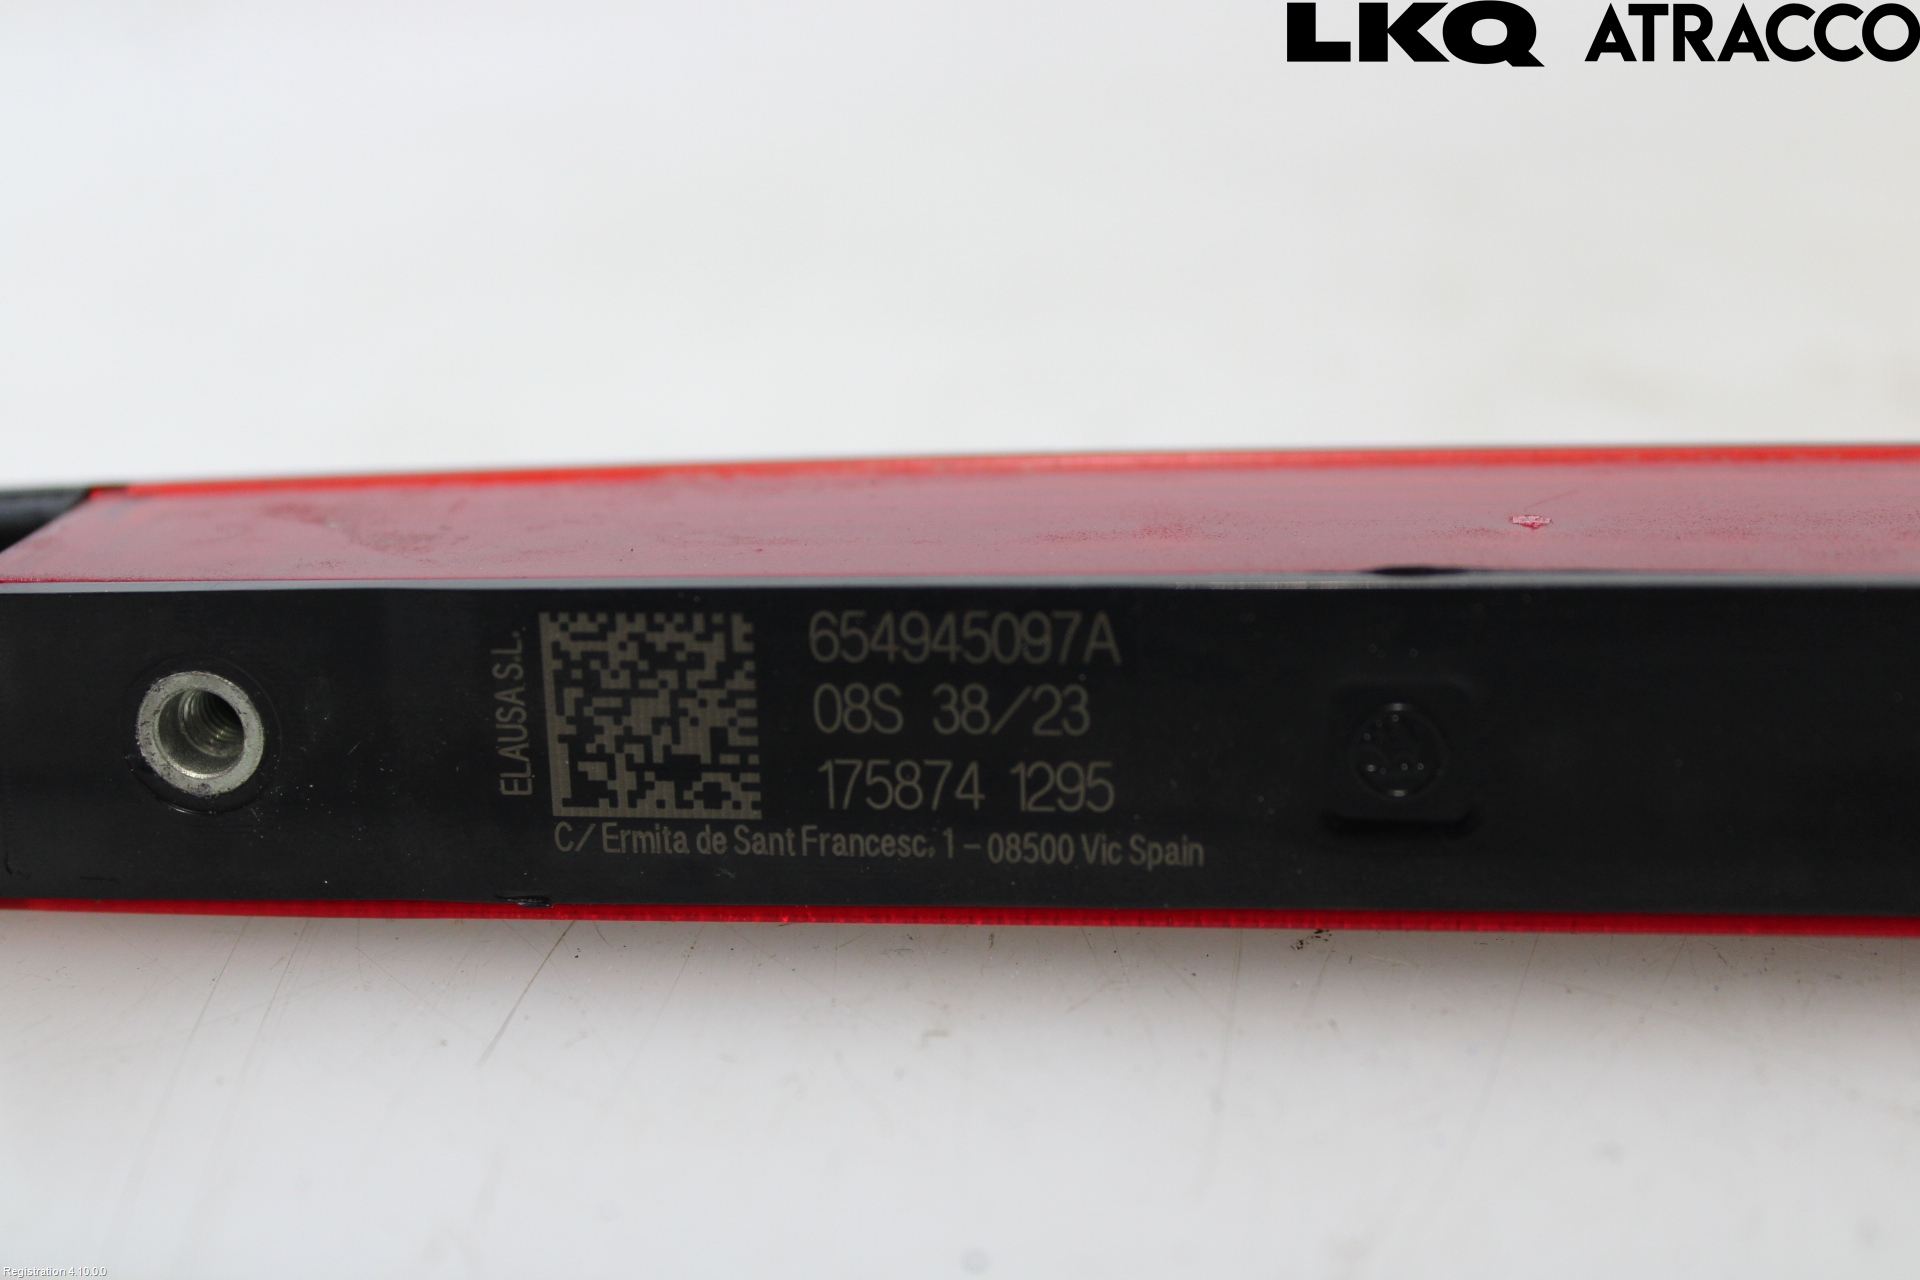 LKQ ATRACCO
ELAUSA S.L.
654945097A
08S 38/23
175874 1295
C/ Ermita de Sant Francesc, 1 - 08500 Vic Spain
Registration 4.10.0.0